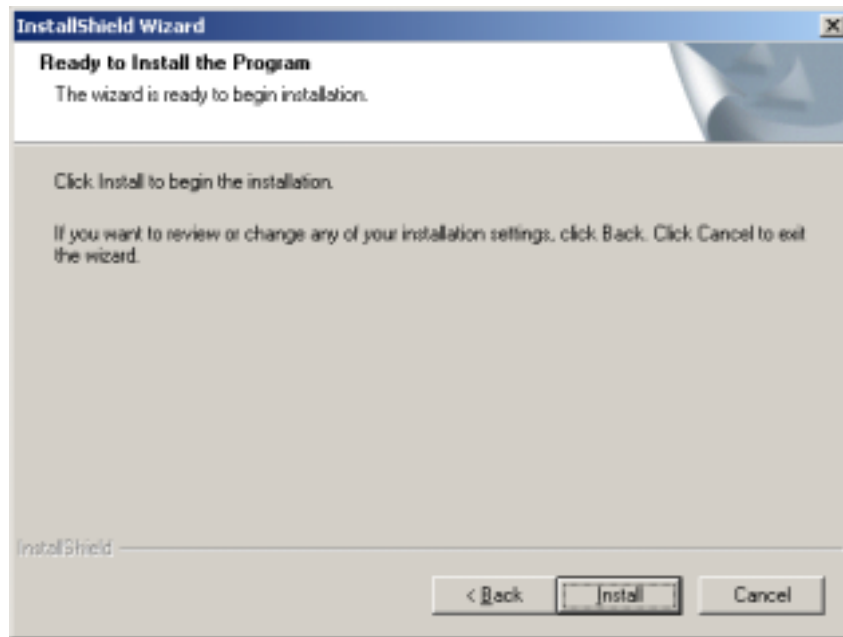 InstallShield Wizard
Ready to Install the Program
The wizard is ready to begin installation.
Click Install to begin the installation.
If you want to review or change any of your installation settings, click Back. Click Cancel to exit
the wizard.
InstallShield
< Back Install Cancel